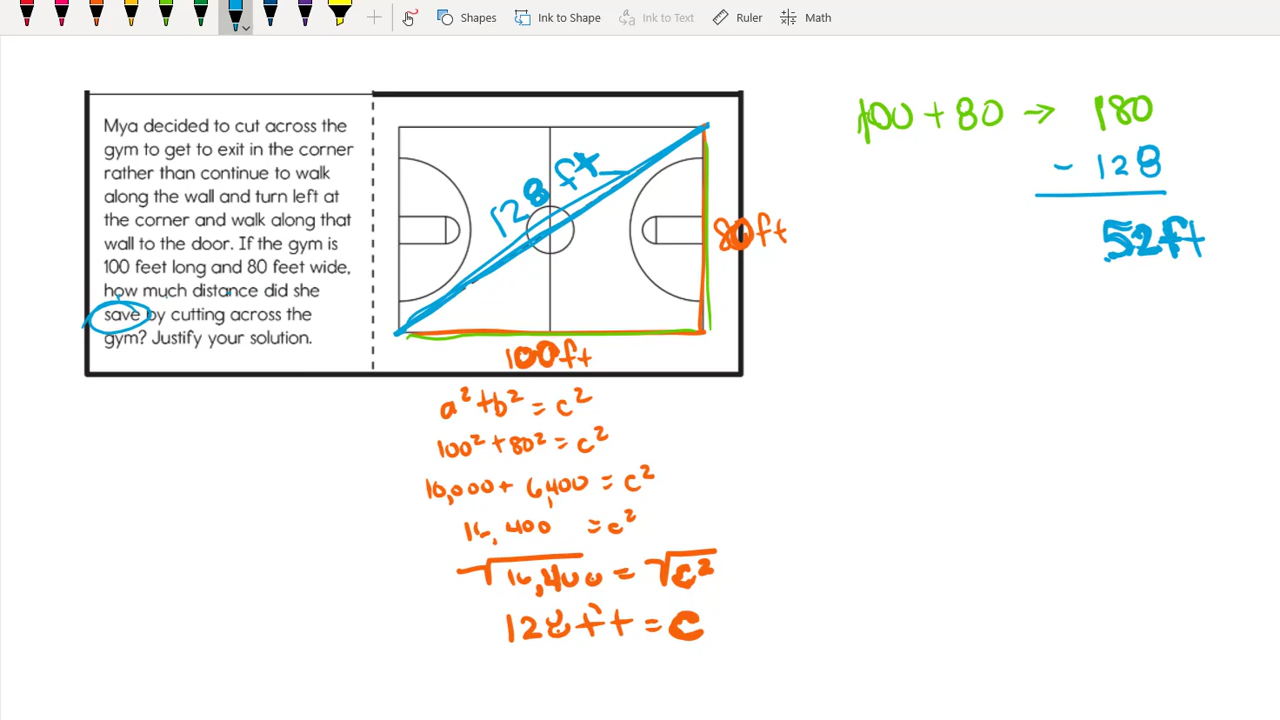 Shapes Ink to Shape Ink to Text Ruler Math
Mya decided to cut across the
gym to get to exit in the corner
rather than continue to walk
along the wall and turn left at
the corner and walk along that
wall to the door. If the gym is
100 feet long and 80 feet wide,
how much distance did she
save by cutting across the
gym? Justify your solution.
128 ft
80ft
100ft
a² + b² = c²
100² + 80² = c²
10,000 + 6,400 = c²
16,400 = c²
√16,400 = √c²
128 ft = c
100 + 80 → 180
- 128
52ft